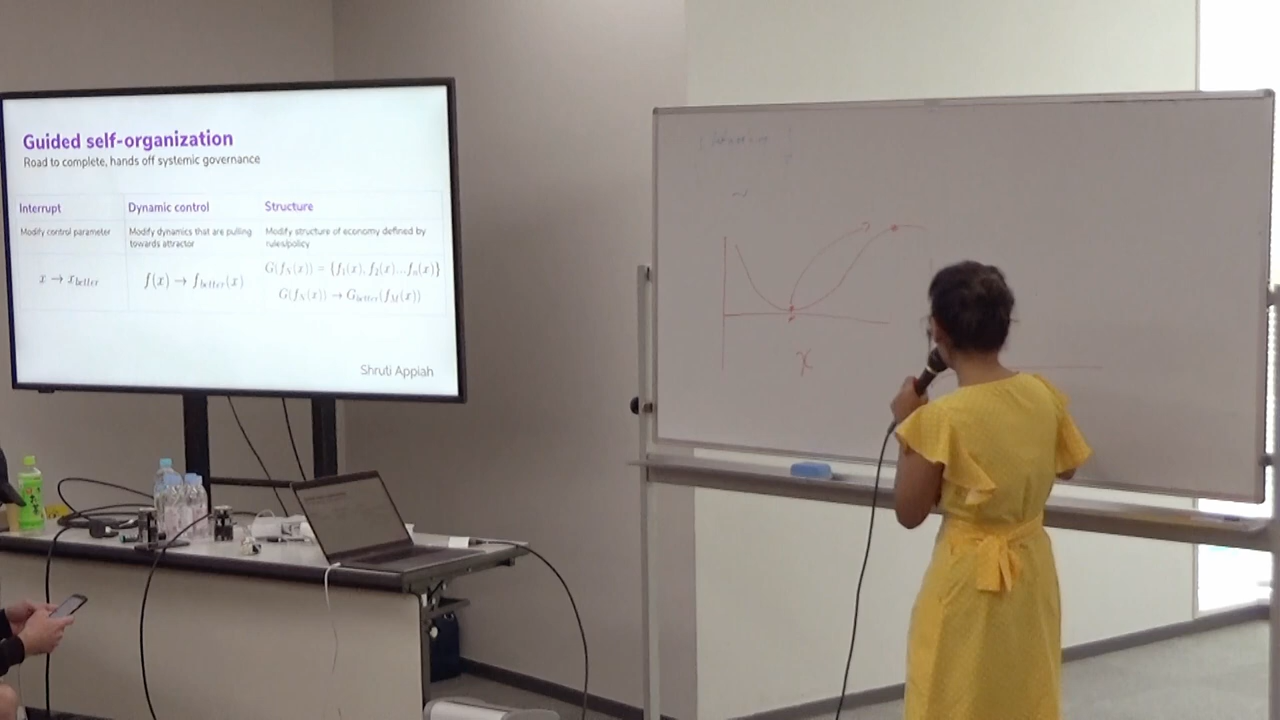 Guided self-organization
Road to complete, hands off systemic governance
Interrupt
Dynamic control
Structure
Modify control parameter
Modify dynamics that are pulling
towards attractor
Modify structure of economy defined by
rules/policy
x → x_better
f(x) → f_better(x)
G(f_N(x)) = {f_1(x), f_2(x)...f_n(x)}
G(f_N(x)) → G_better(f_M(x))
Shruti Appiah
x